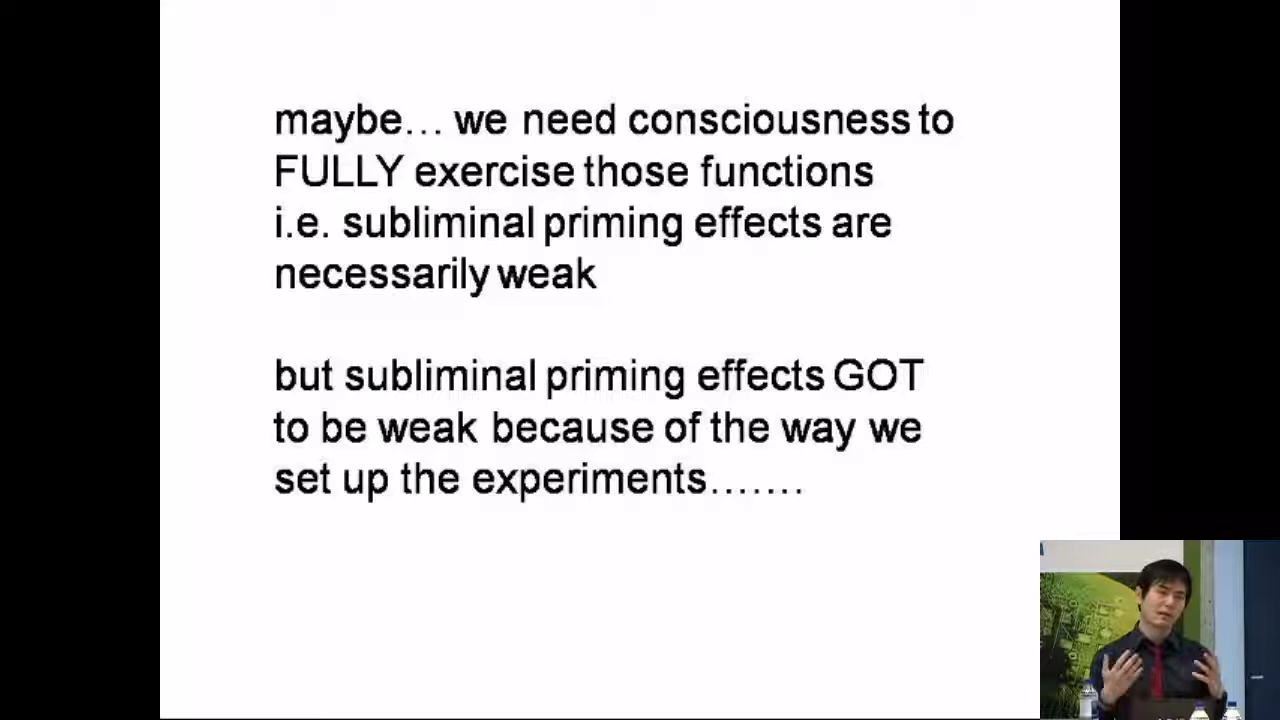 maybe... we need consciousness to
FULLY exercise those functions
i.e. subliminal priming effects are
necessarily weak
but subliminal priming effects GOT
to be weak because of the way we
set up the experiments.......